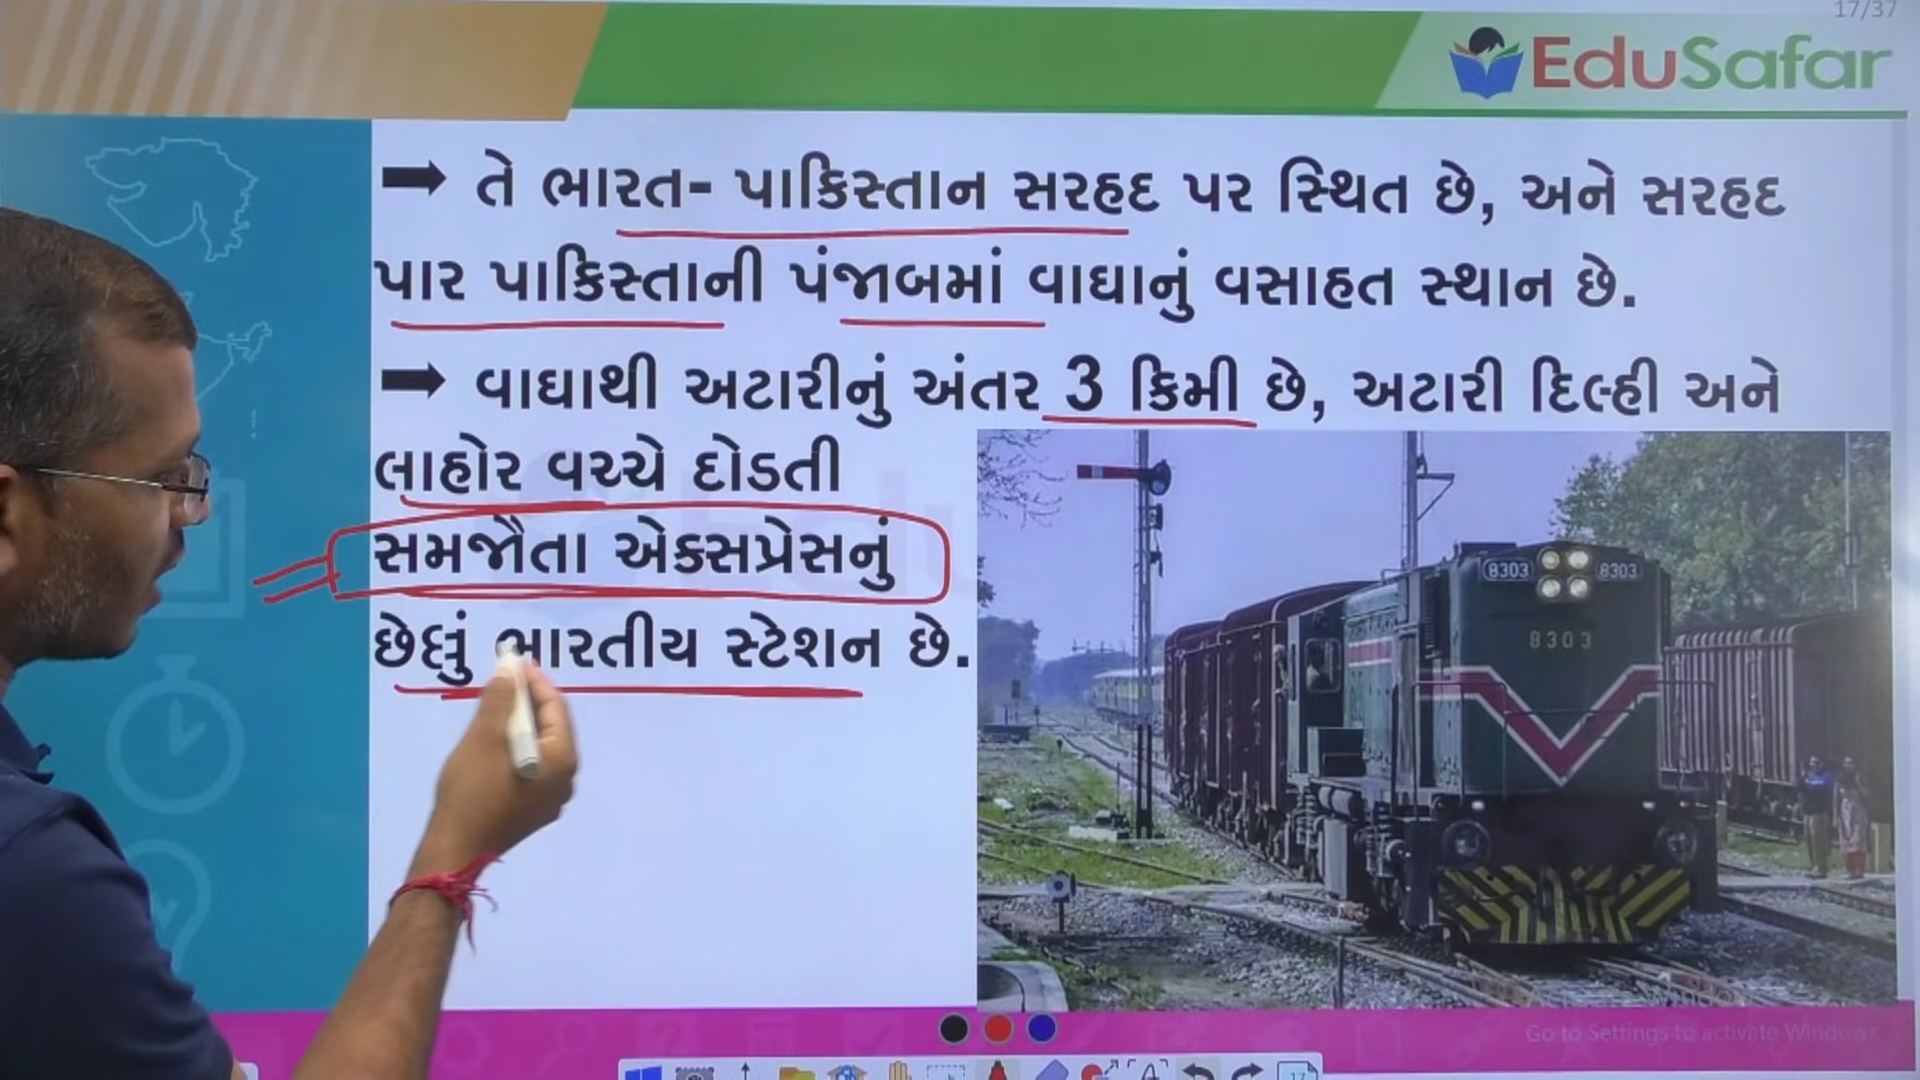 17/37
EduSafar
➡ તે ભારત- પાકિસ્તાન સરહદ પર સ્થિત છે, અને સરહદ
પાર પાકિસ્તાની પંજાબમાં વાઘાનું વસાહત સ્થાન છે.
➡ વાઘાથી અટારીનું અંતર 3 કિમી છે, અટારી દિલ્હી અને
લાહોર વચ્ચે દોડતી
સમજૌતા એક્સપ્રેસનું
છેલ્લું ભારતીય સ્ટેશન છે.
8303 8303
8303
Go to Settings to activate Windows.
17